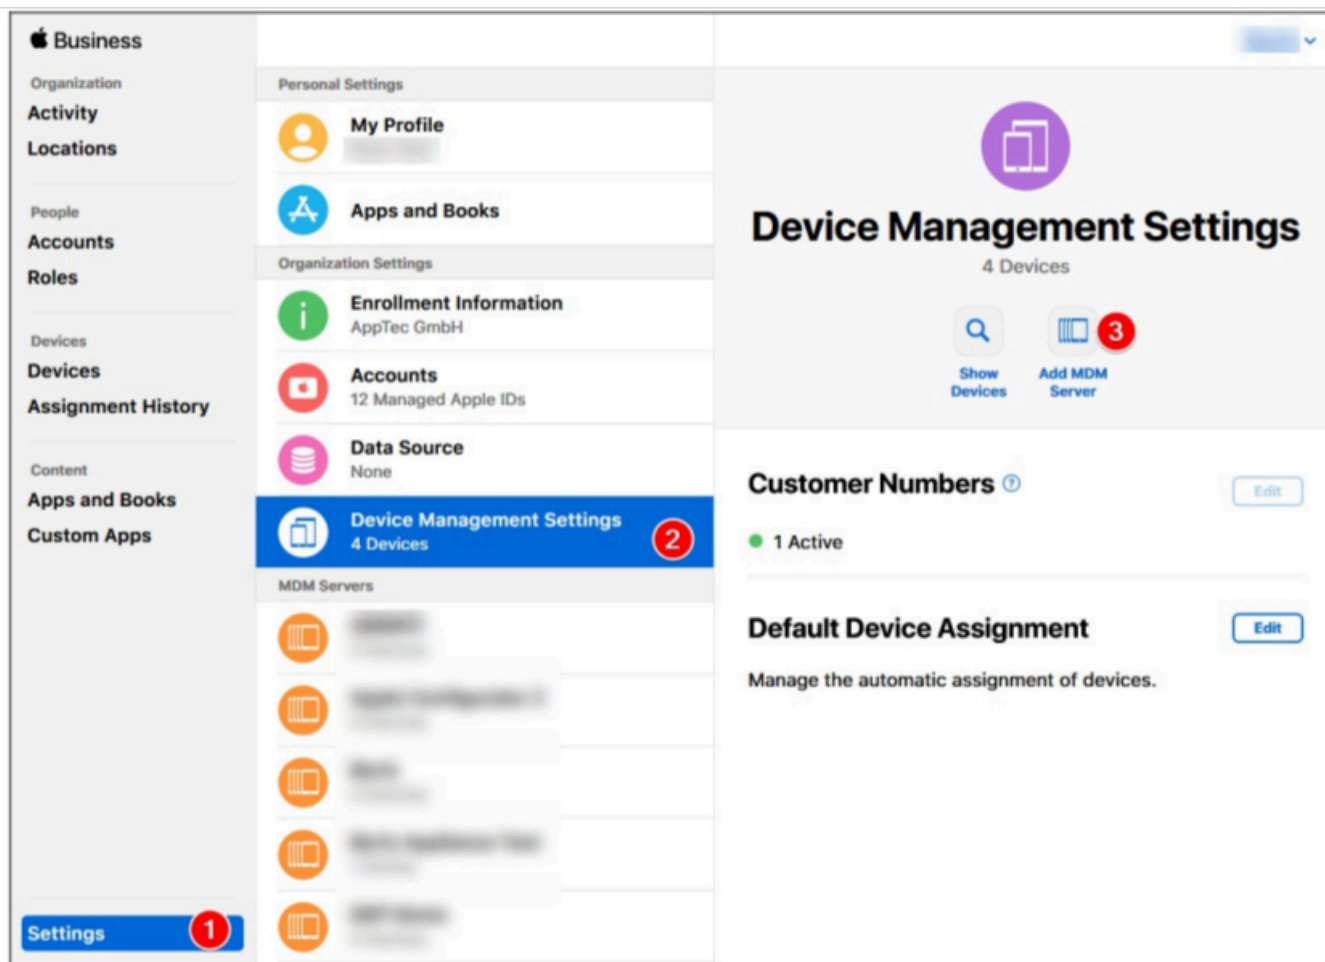 Business
Organization
Activity
Locations
People
Accounts
Roles
Devices
Devices
Assignment History
Content
Apps and Books
Custom Apps
Settings
1
Personal Settings
My Profile
Apps and Books
Organization Settings
Enrollment Information
AppTec GmbH
Accounts
12 Managed Apple IDs
Data Source
None
Device Management Settings
4 Devices
2
MDM Servers
Device Management Settings
4 Devices
3
Show
Devices
Add MDM
Server
Customer Numbers ?
Edit
1 Active
Default Device Assignment
Edit
Manage the automatic assignment of devices.